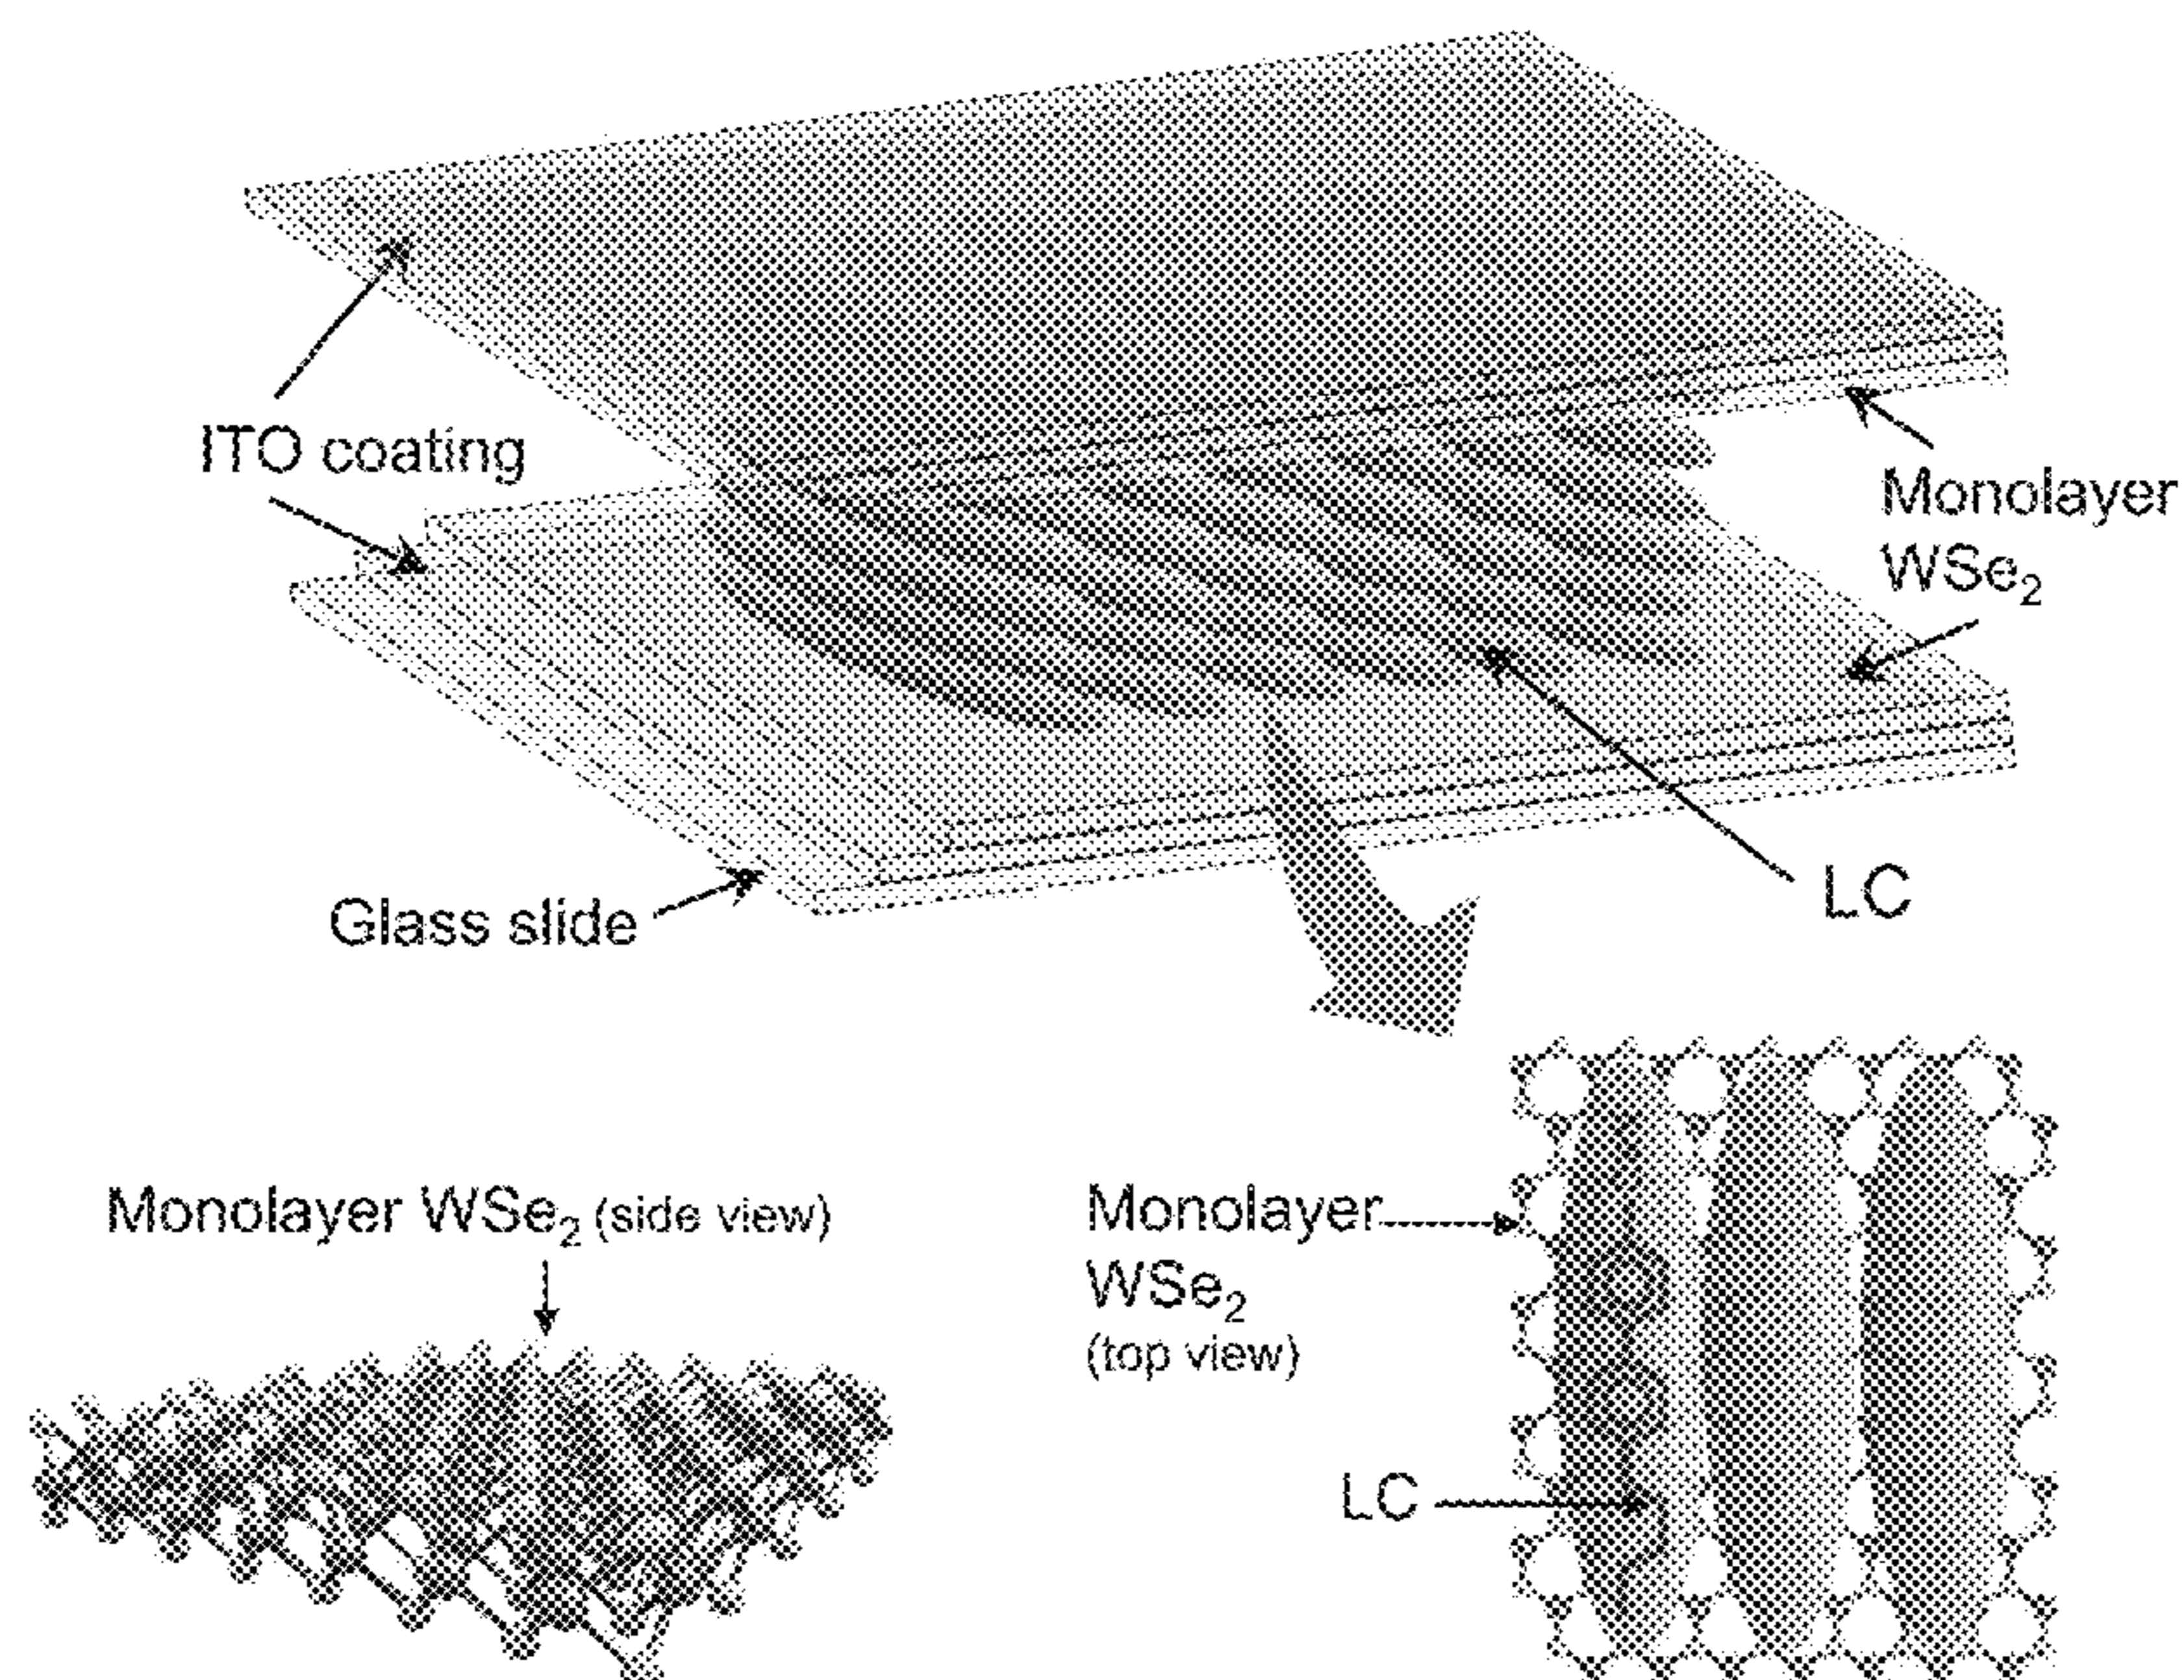 ITO coating
Monolayer
WSe₂
Glass slide
LC
Monolayer WSe₂ (side view)
Monolayer
WSe₂
(top view)
LC